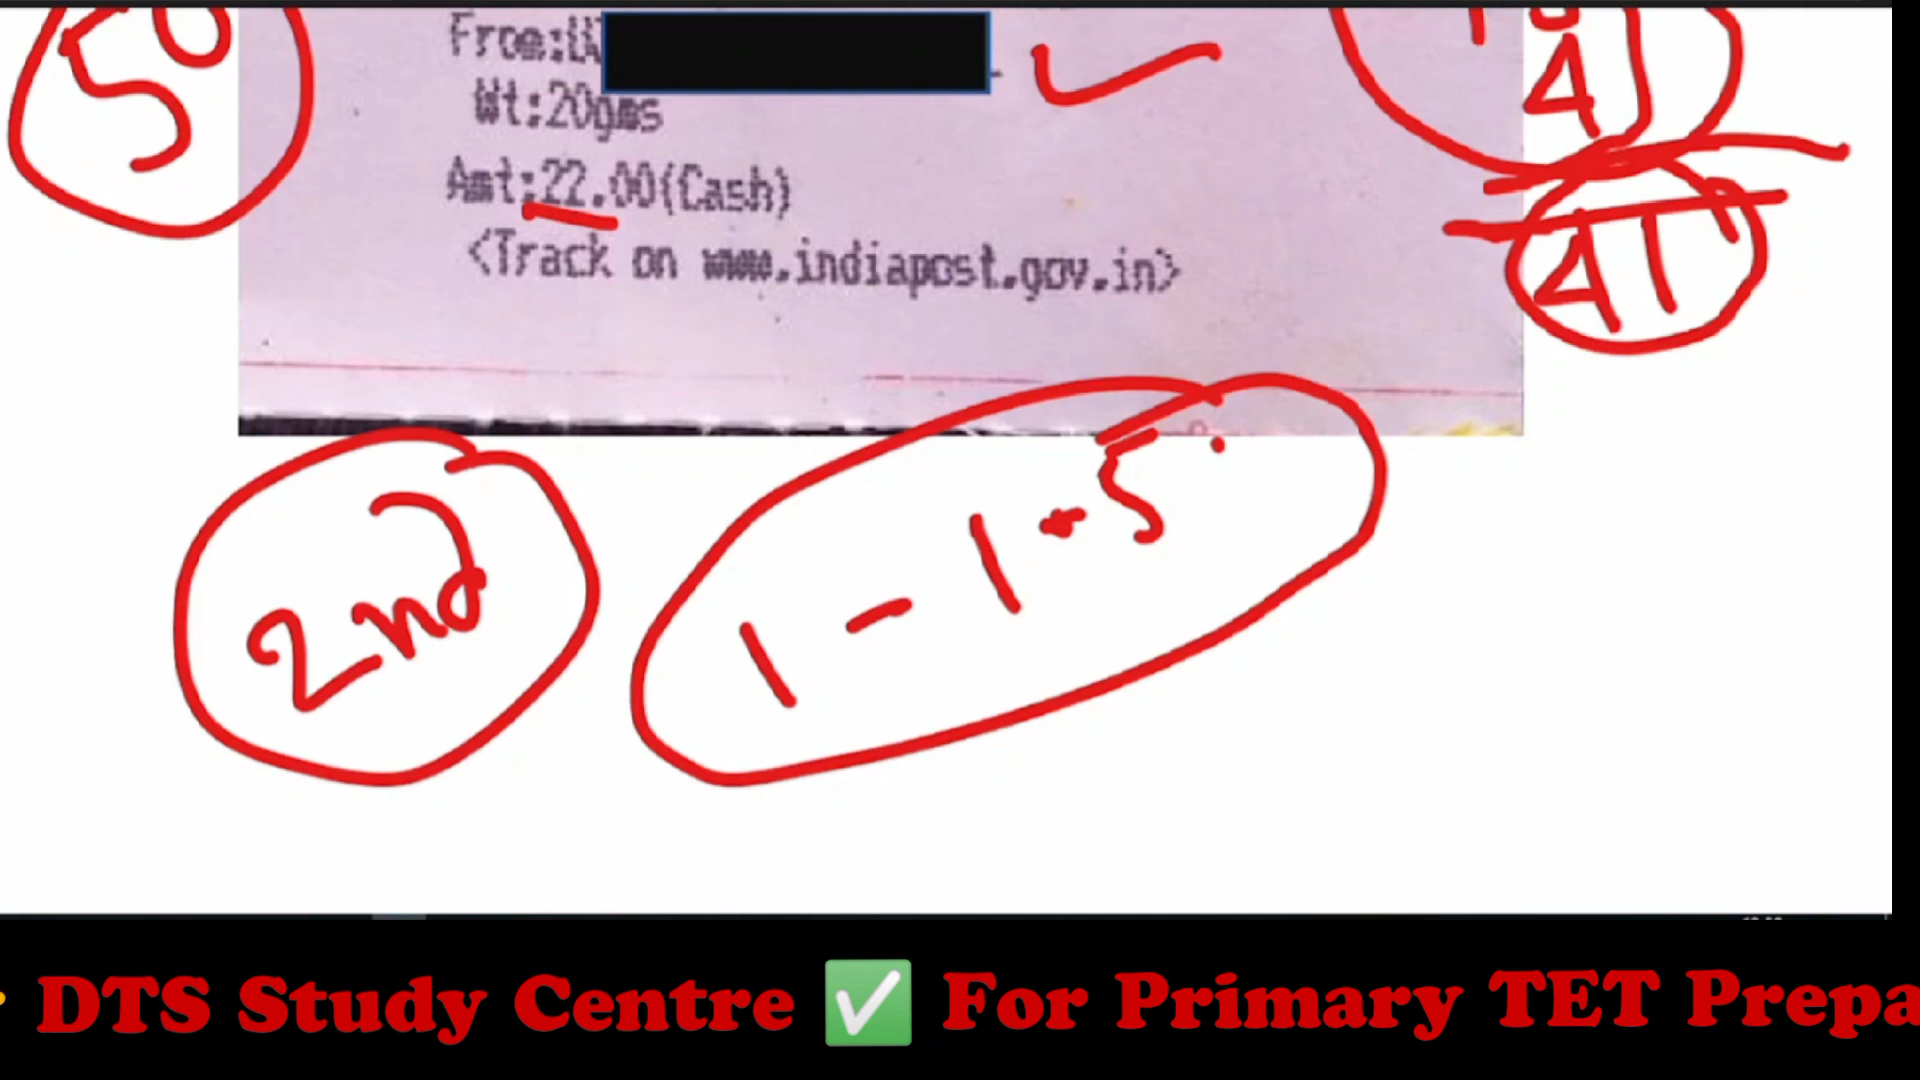 50
From:
Wt:20gms
4
Amt:22.00(Cash)
<Track on www.indiapost.gov.in>
41
2nd
1-1-5
DTS Study Centre ✅ For Primary TET Prepa